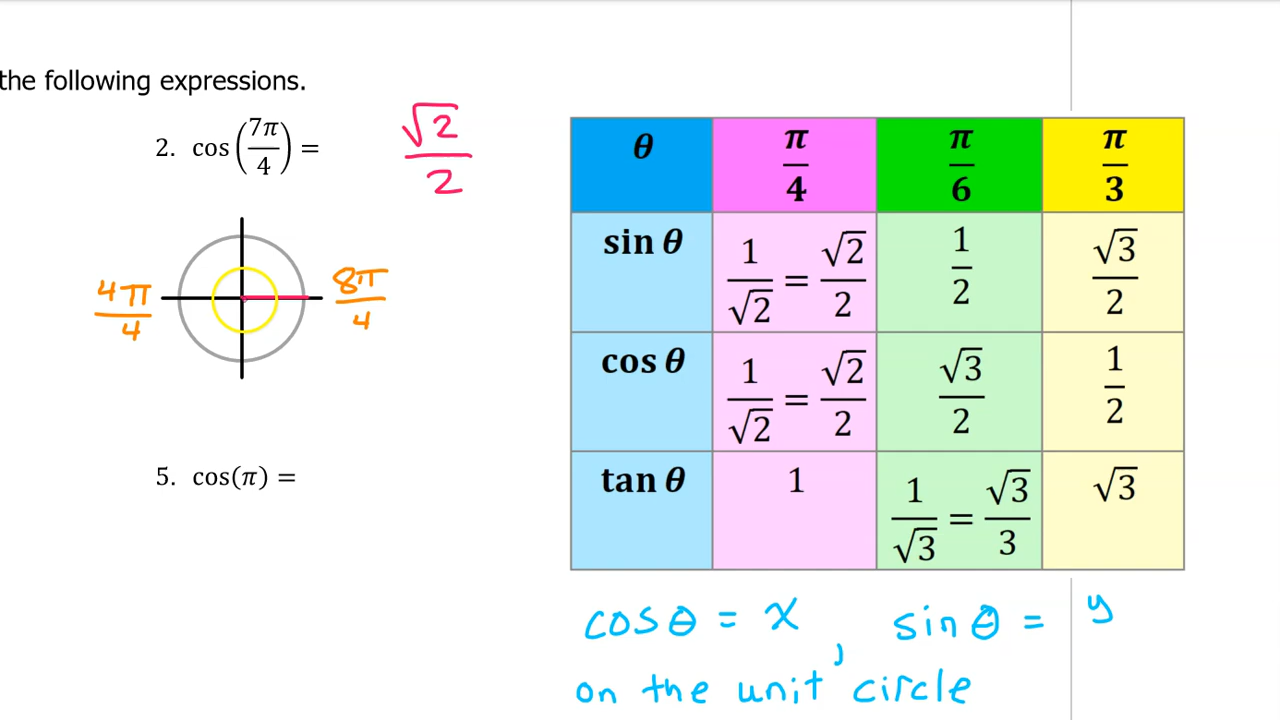 the following expressions.
2. cos(7π/4) = √2/2
4π/4
8π/4
5. cos(π) =
θ π/4 π/6 π/3
sin θ 1/√2 = √2/2 1/2 √3/2
cos θ 1/√2 = √2/2 √3/2 1/2
tan θ 1 1/√3 = √3/3 √3
cosθ = x, sinθ = y
on the unit circle